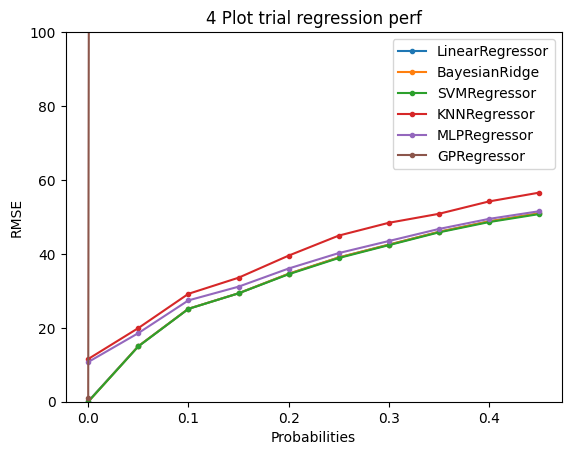 4 Plot trial regression perf
100
80
60
40
20
0
RMSE
LinearRegressor
BayesianRidge
SVMRegressor
KNNRegressor
MLPRegressor
GPRegressor
0.0 0.1 0.2 0.3 0.4
Probabilities